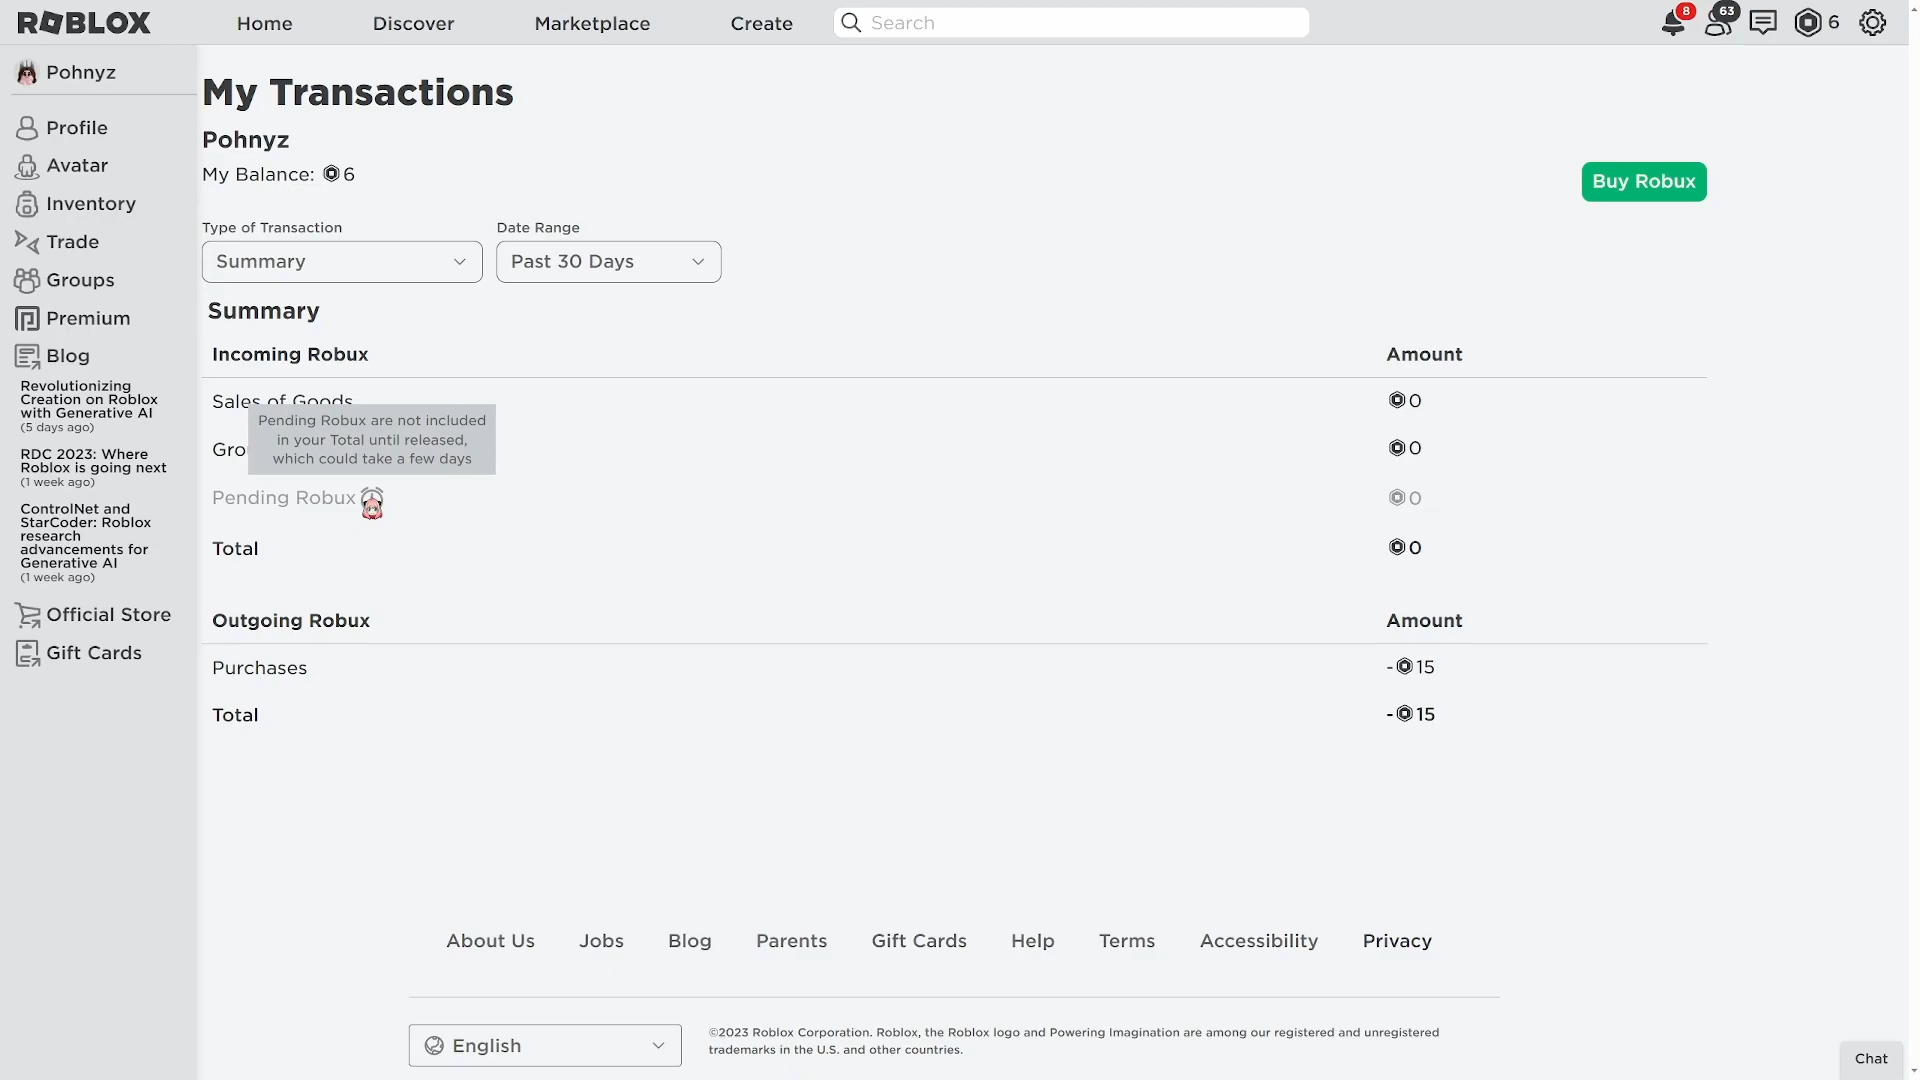 ROBLOX
Home
Discover
Marketplace
Create
Search
8
63
6
Pohnyz
Profile
Avatar
Inventory
Trade
Groups
Premium
Blog
Revolutionizing
Creation on Roblox
with Generative AI
(5 days ago)
RDC 2023: Where
Roblox is going next
(1 week ago)
ControlNet and
StarCoder: Roblox
research
advancements for
Generative AI
(1 week ago)
Official Store
Gift Cards
My Transactions
Pohnyz
My Balance: 6
Buy Robux
Type of Transaction
Date Range
Summary
Past 30 Days
Summary
Incoming Robux Amount
Sales of Goods 0
Pending Robux are not included
in your Total until released,
which could take a few days
Gro 0
Pending Robux 0
Total 0
Outgoing Robux Amount
Purchases -15
Total -15
About Us
Jobs
Blog
Parents
Gift Cards
Help
Terms
Accessibility
Privacy
English
©2023 Roblox Corporation. Roblox, the Roblox logo and Powering Imagination are among our registered and unregistered
trademarks in the U.S. and other countries.
Chat